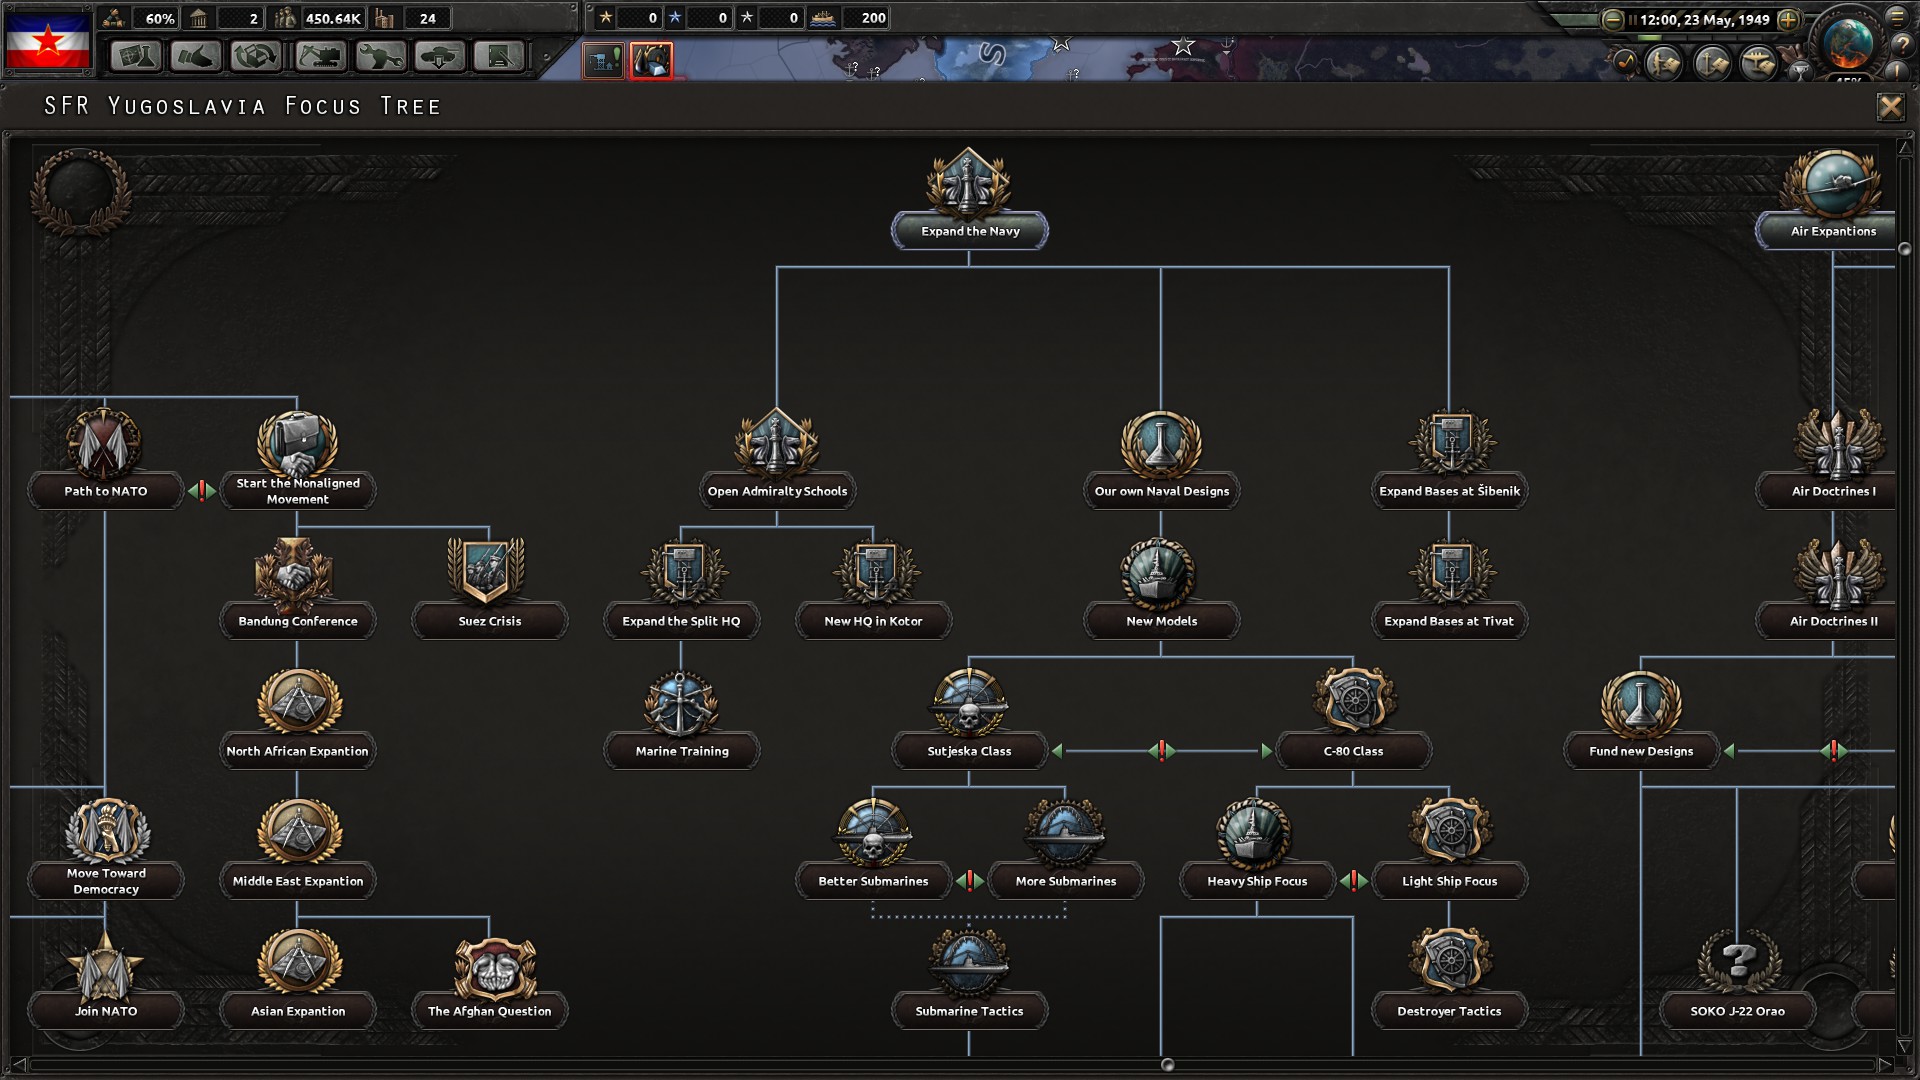 60%
2
450.64K
24
0
0
0
200
12:00, 23 May, 1949
SFR Yugoslavia Focus Tree
Expand the Navy
Air Expantions
Path to NATO
Start the Nonaligned
Movement
Open Admiralty Schools
Our own Naval Designs
Expand Bases at Šibenik
Air Doctrines I
Bandung Conference
Suez Crisis
Expand the Split HQ
New HQ in Kotor
New Models
Expand Bases at Tivat
Air Doctrines II
North African Expantion
Marine Training
Sutjeska Class
C-80 Class
Fund new Designs
Move Toward
Democracy
Middle East Expantion
Better Submarines
More Submarines
Heavy Ship Focus
Light Ship Focus
Join NATO
Asian Expantion
The Afghan Question
Submarine Tactics
Destroyer Tactics
SOKO J-22 Orao